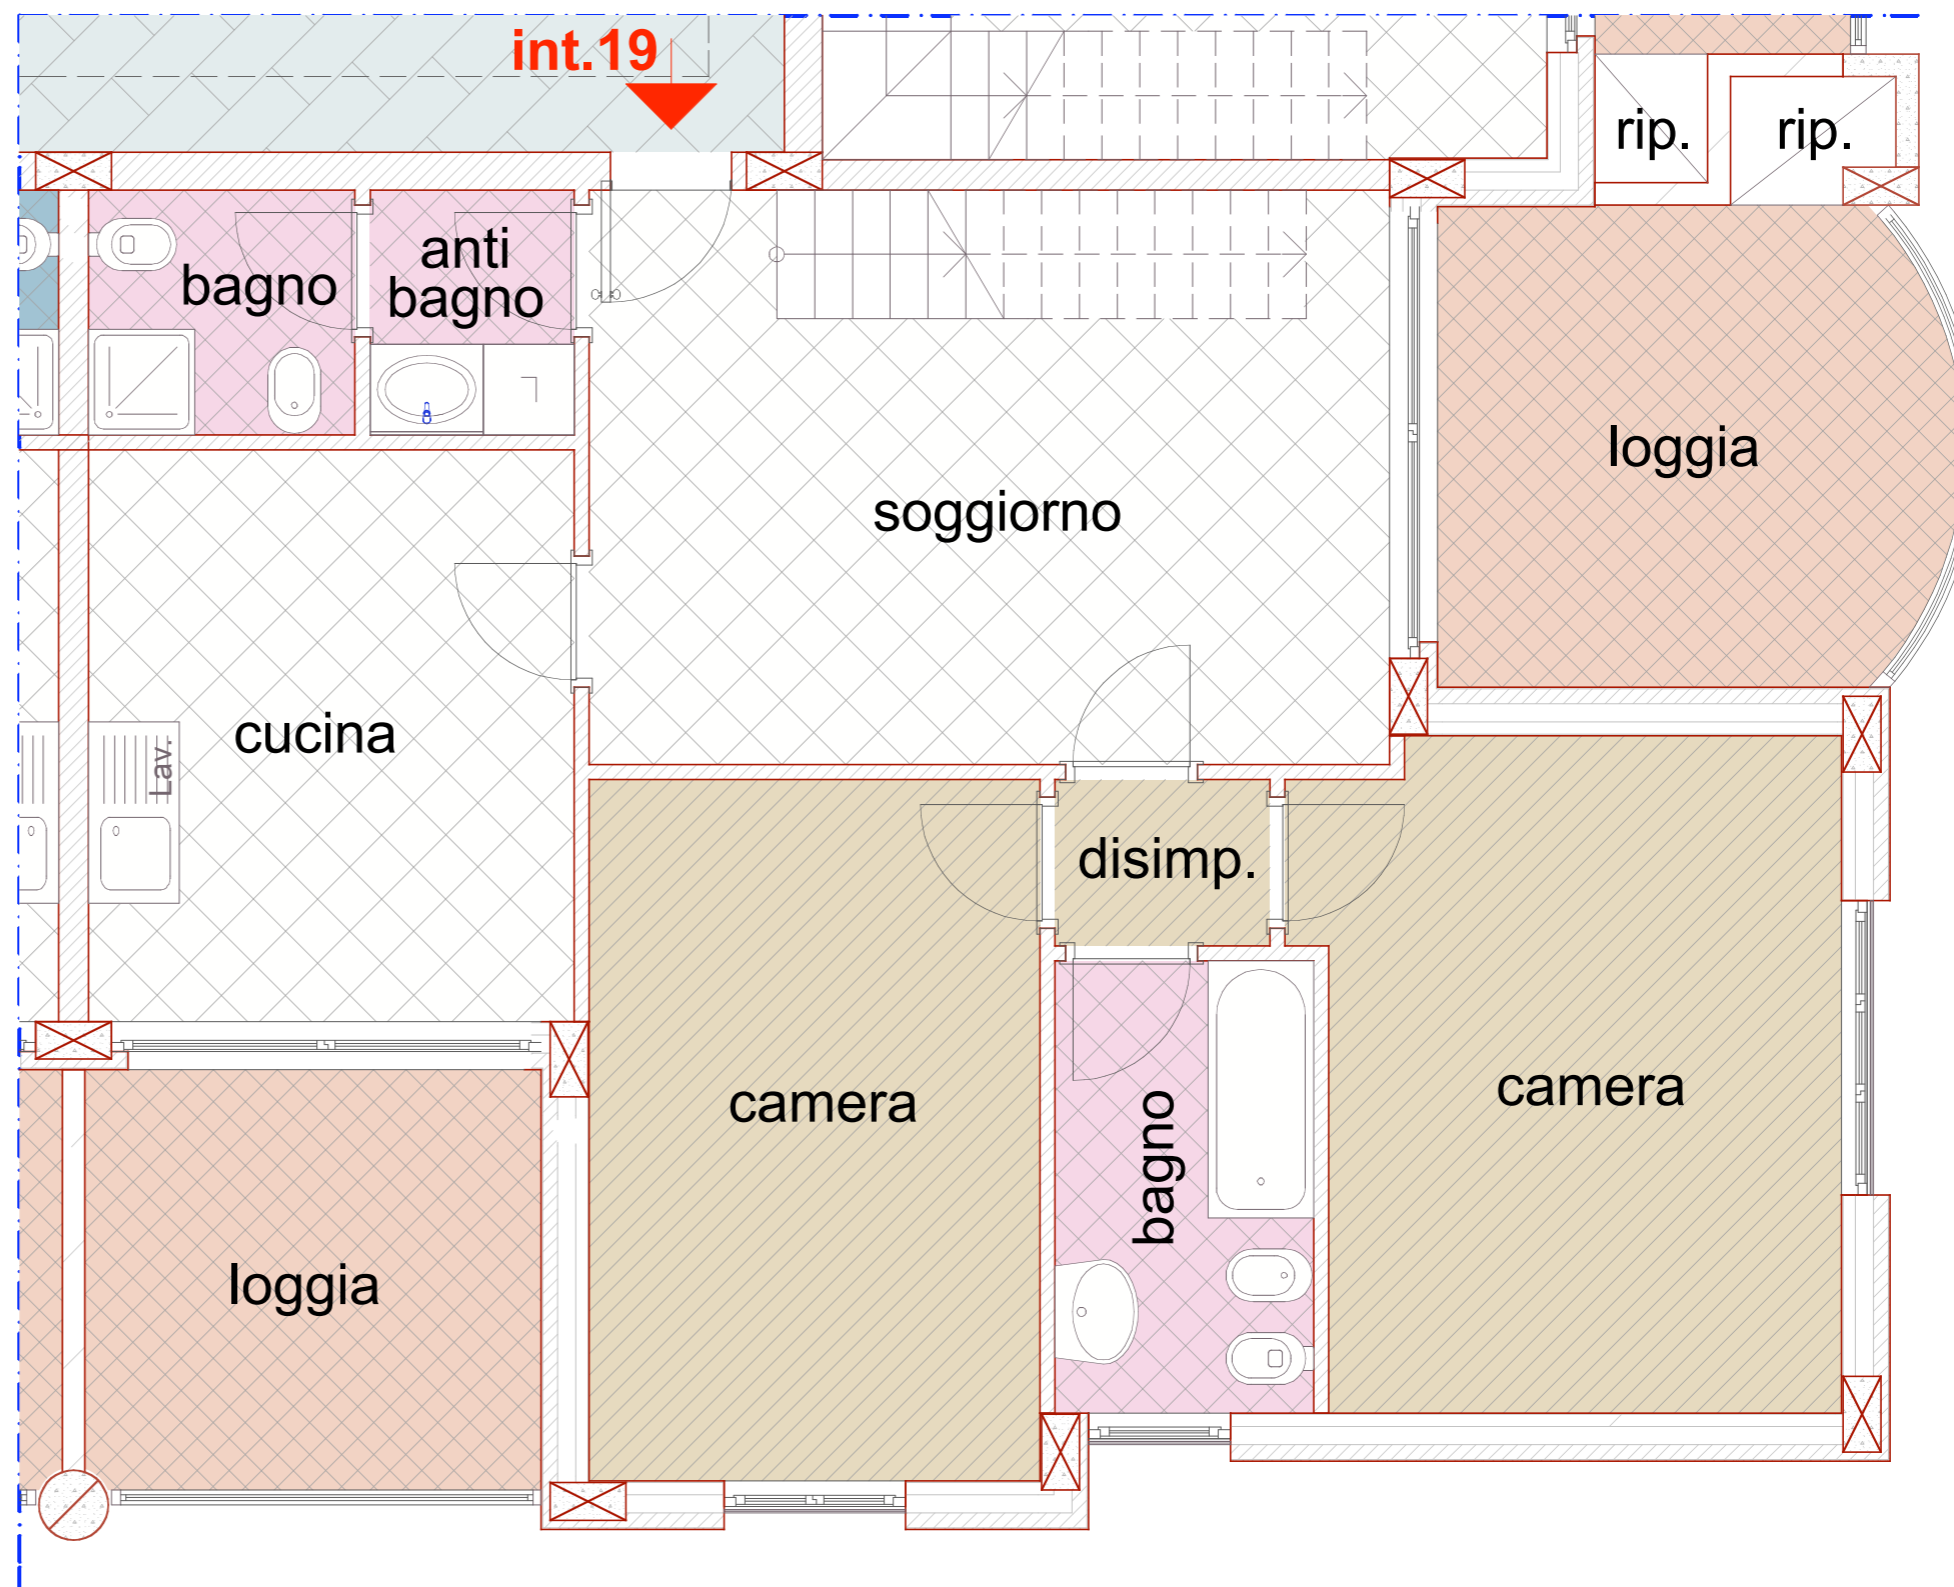 int.19
rip.
rip.
anti
bagno
bagno
loggia
soggiorno
cucina
Lav.
disimp.
camera
camera
bagno
loggia